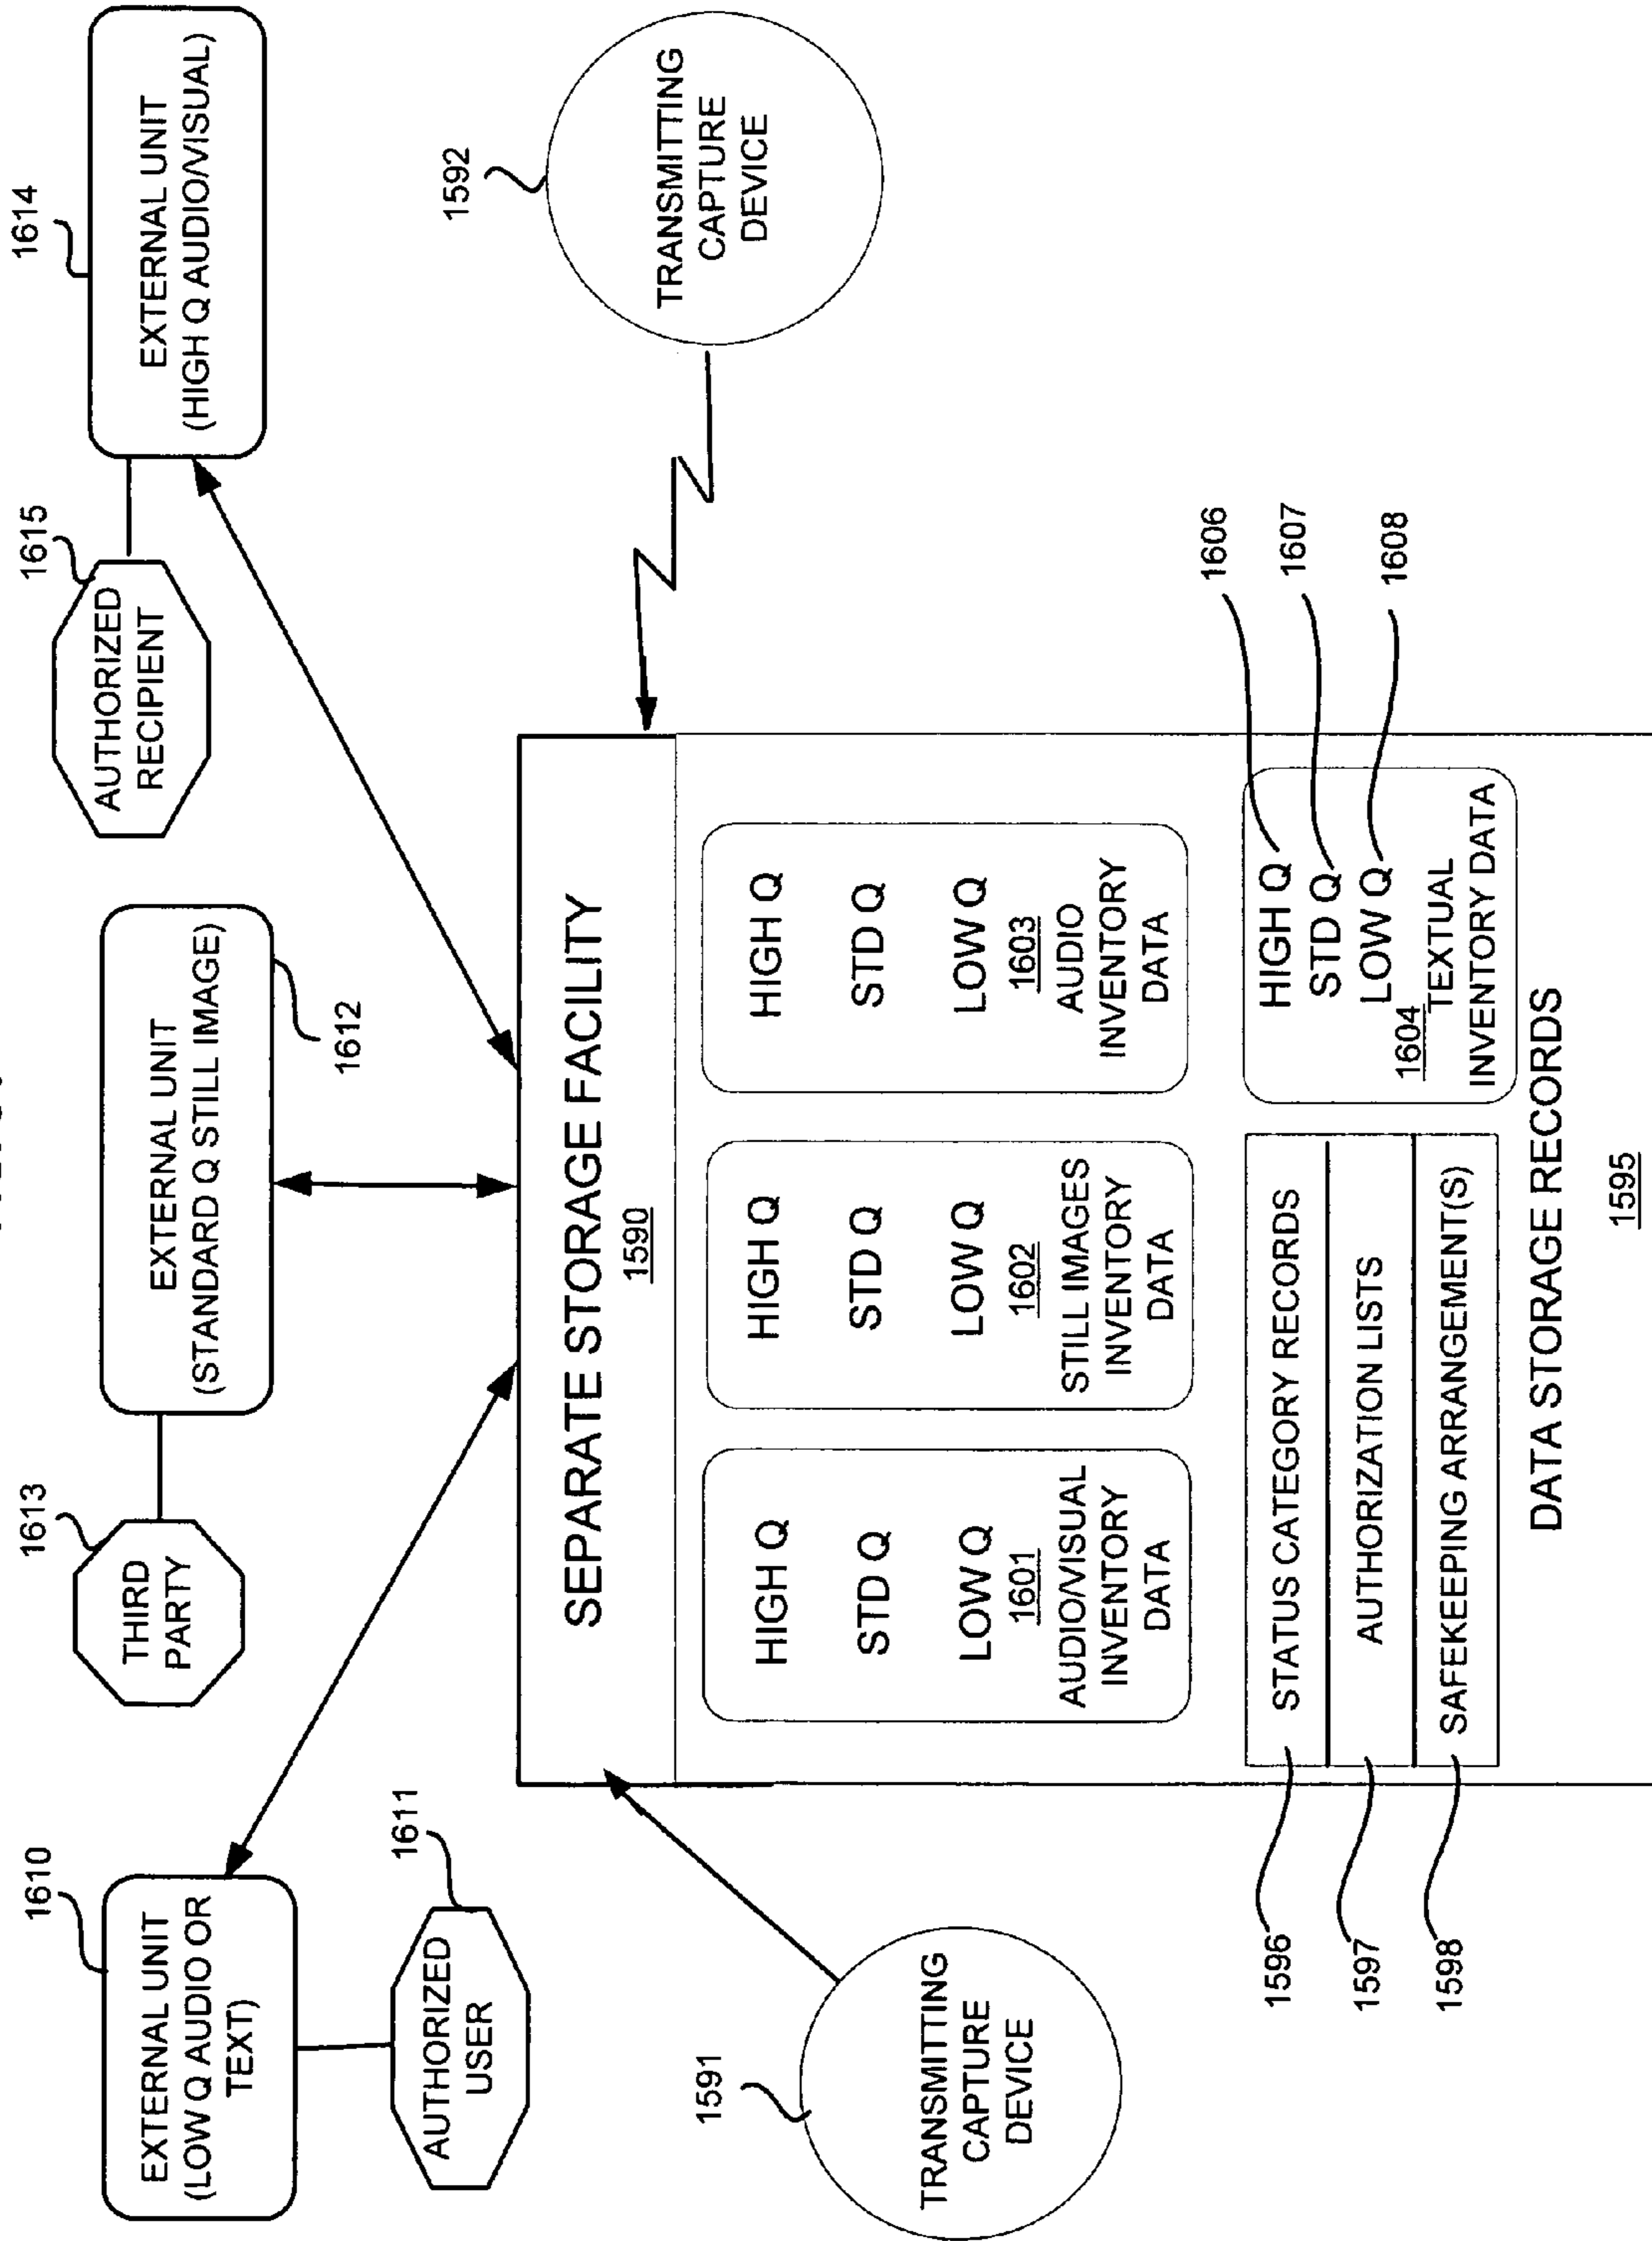 1610
EXTERNAL UNIT
(LOW Q AUDIO OR
TEXT)
1611
AUTHORIZED
USER
1613
THIRD
PARTY
EXTERNAL UNIT
(STANDARD Q STILL IMAGE)
1612
1615
AUTHORIZED
RECIPIENT
1614
EXTERNAL UNIT
(HIGH Q AUDIO/VISUAL)
1591
TRANSMITTING
CAPTURE
DEVICE
1592
TRANSMITTING
CAPTURE
DEVICE
SEPARATE STORAGE FACILITY
1590
HIGH Q
STD Q
LOW Q
1601
AUDIO/VISUAL
INVENTORY
DATA
HIGH Q
STD Q
LOW Q
1602
STILL IMAGES
INVENTORY
DATA
HIGH Q
STD Q
LOW Q
1603
AUDIO
INVENTORY
DATA
1596
STATUS CATEGORY RECORDS
1597
AUTHORIZATION LISTS
1598
SAFEKEEPING ARRANGEMENT(S)
HIGH Q
1606
STD Q
1607
LOW Q
1608
1604
TEXTUAL
INVENTORY DATA
DATA STORAGE RECORDS
1595